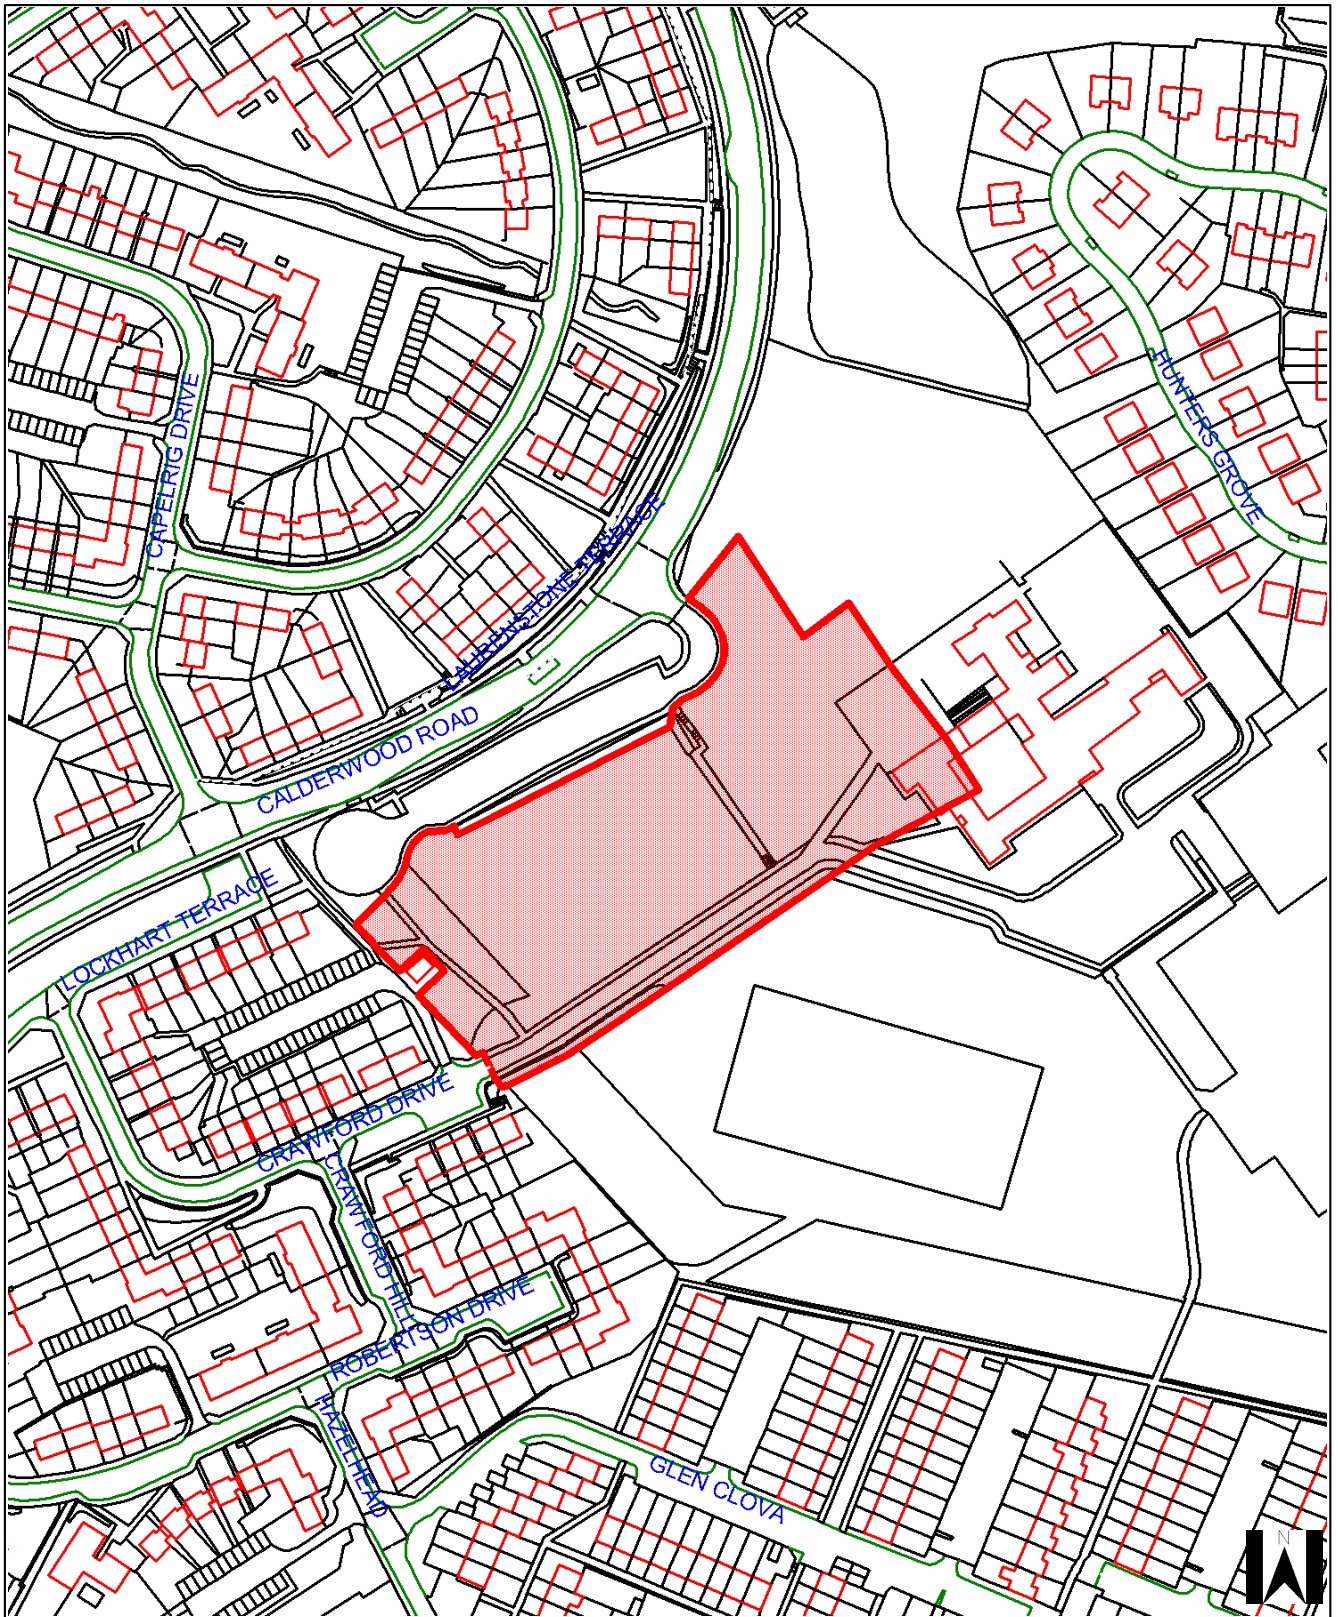 HUNTERS GROVE
CAPELRIG DRIVE
LAURENSTONE TERRACE
CALDERWOOD ROAD
LOCKHART TERRACE
CRAWFORD DRIVE
CRAWFORD HILL
ROBERTSON DRIVE
HAZELHEAD
GLEN CLOVA
N